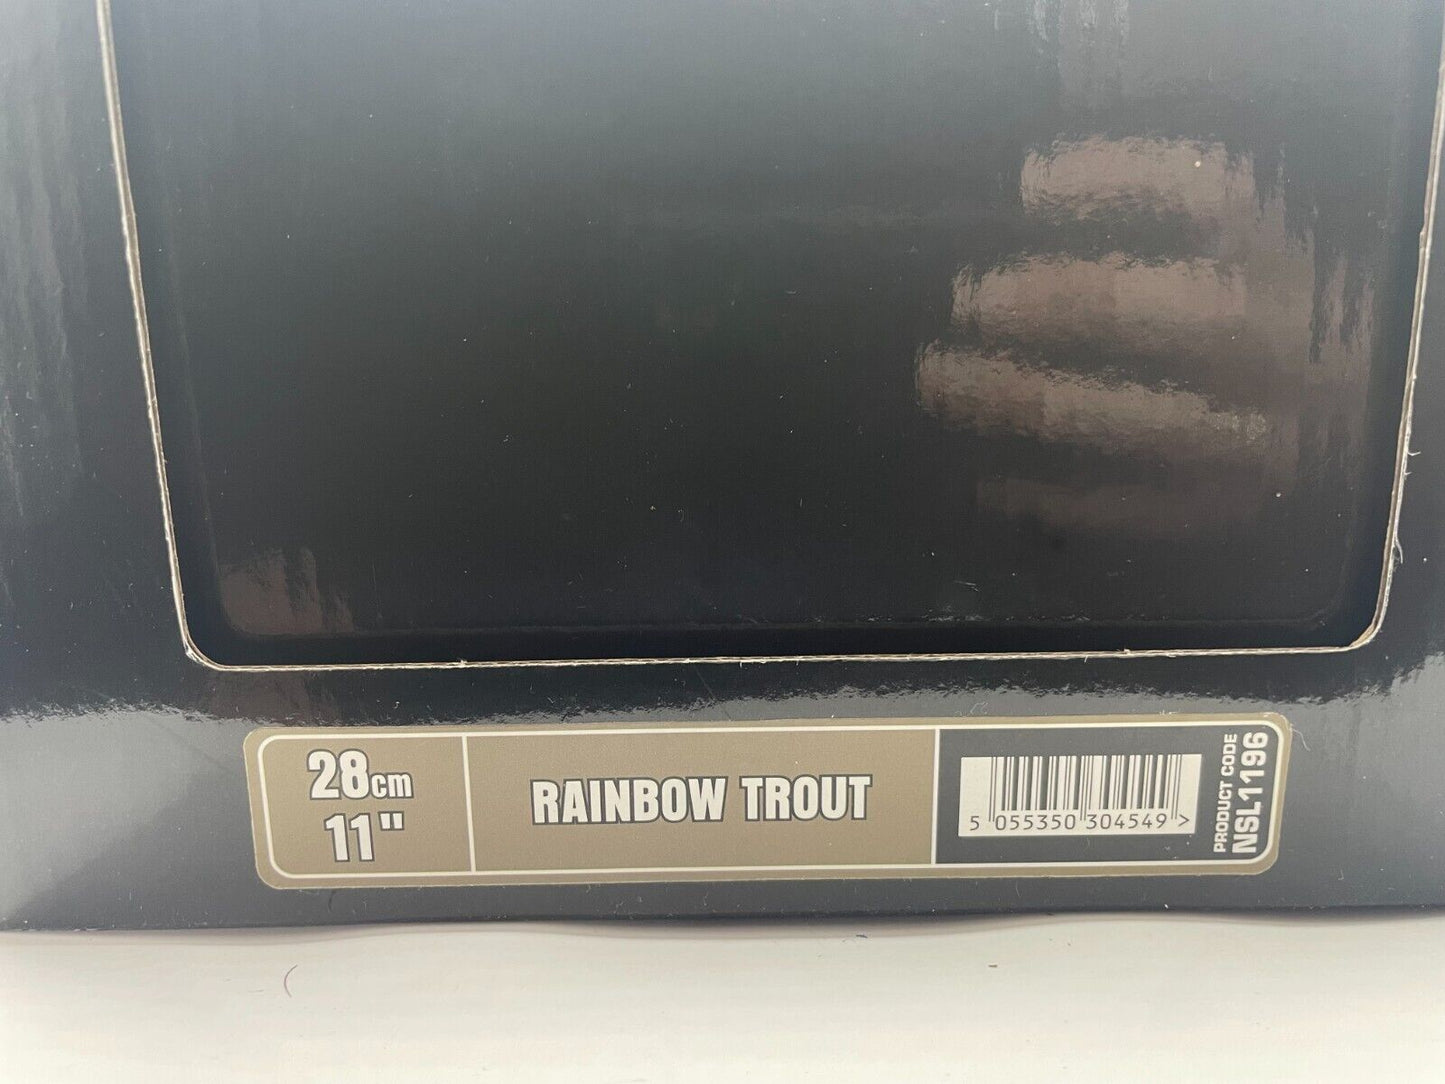 28cm
11"
RAINBOW TROUT
5 055350 304549 >
PRODUCT CODE
NSL1196